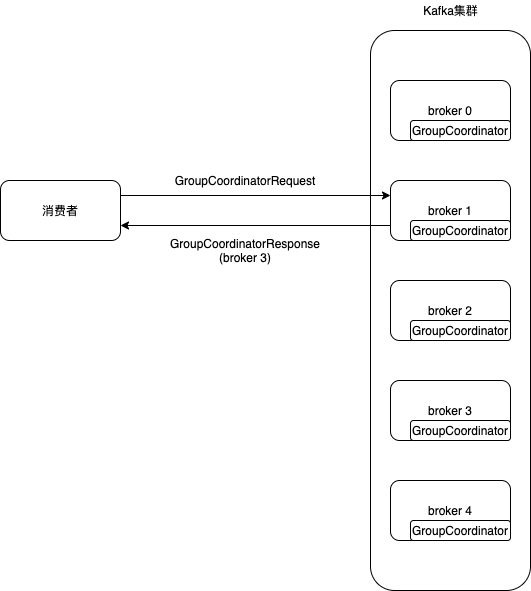 Kafka集群
broker 0
GroupCoordinator
GroupCoordinatorRequest
消费者
broker 1
GroupCoordinator
GroupCoordinatorResponse
(broker 3)
broker 2
GroupCoordinator
broker 3
GroupCoordinator
broker 4
GroupCoordinator